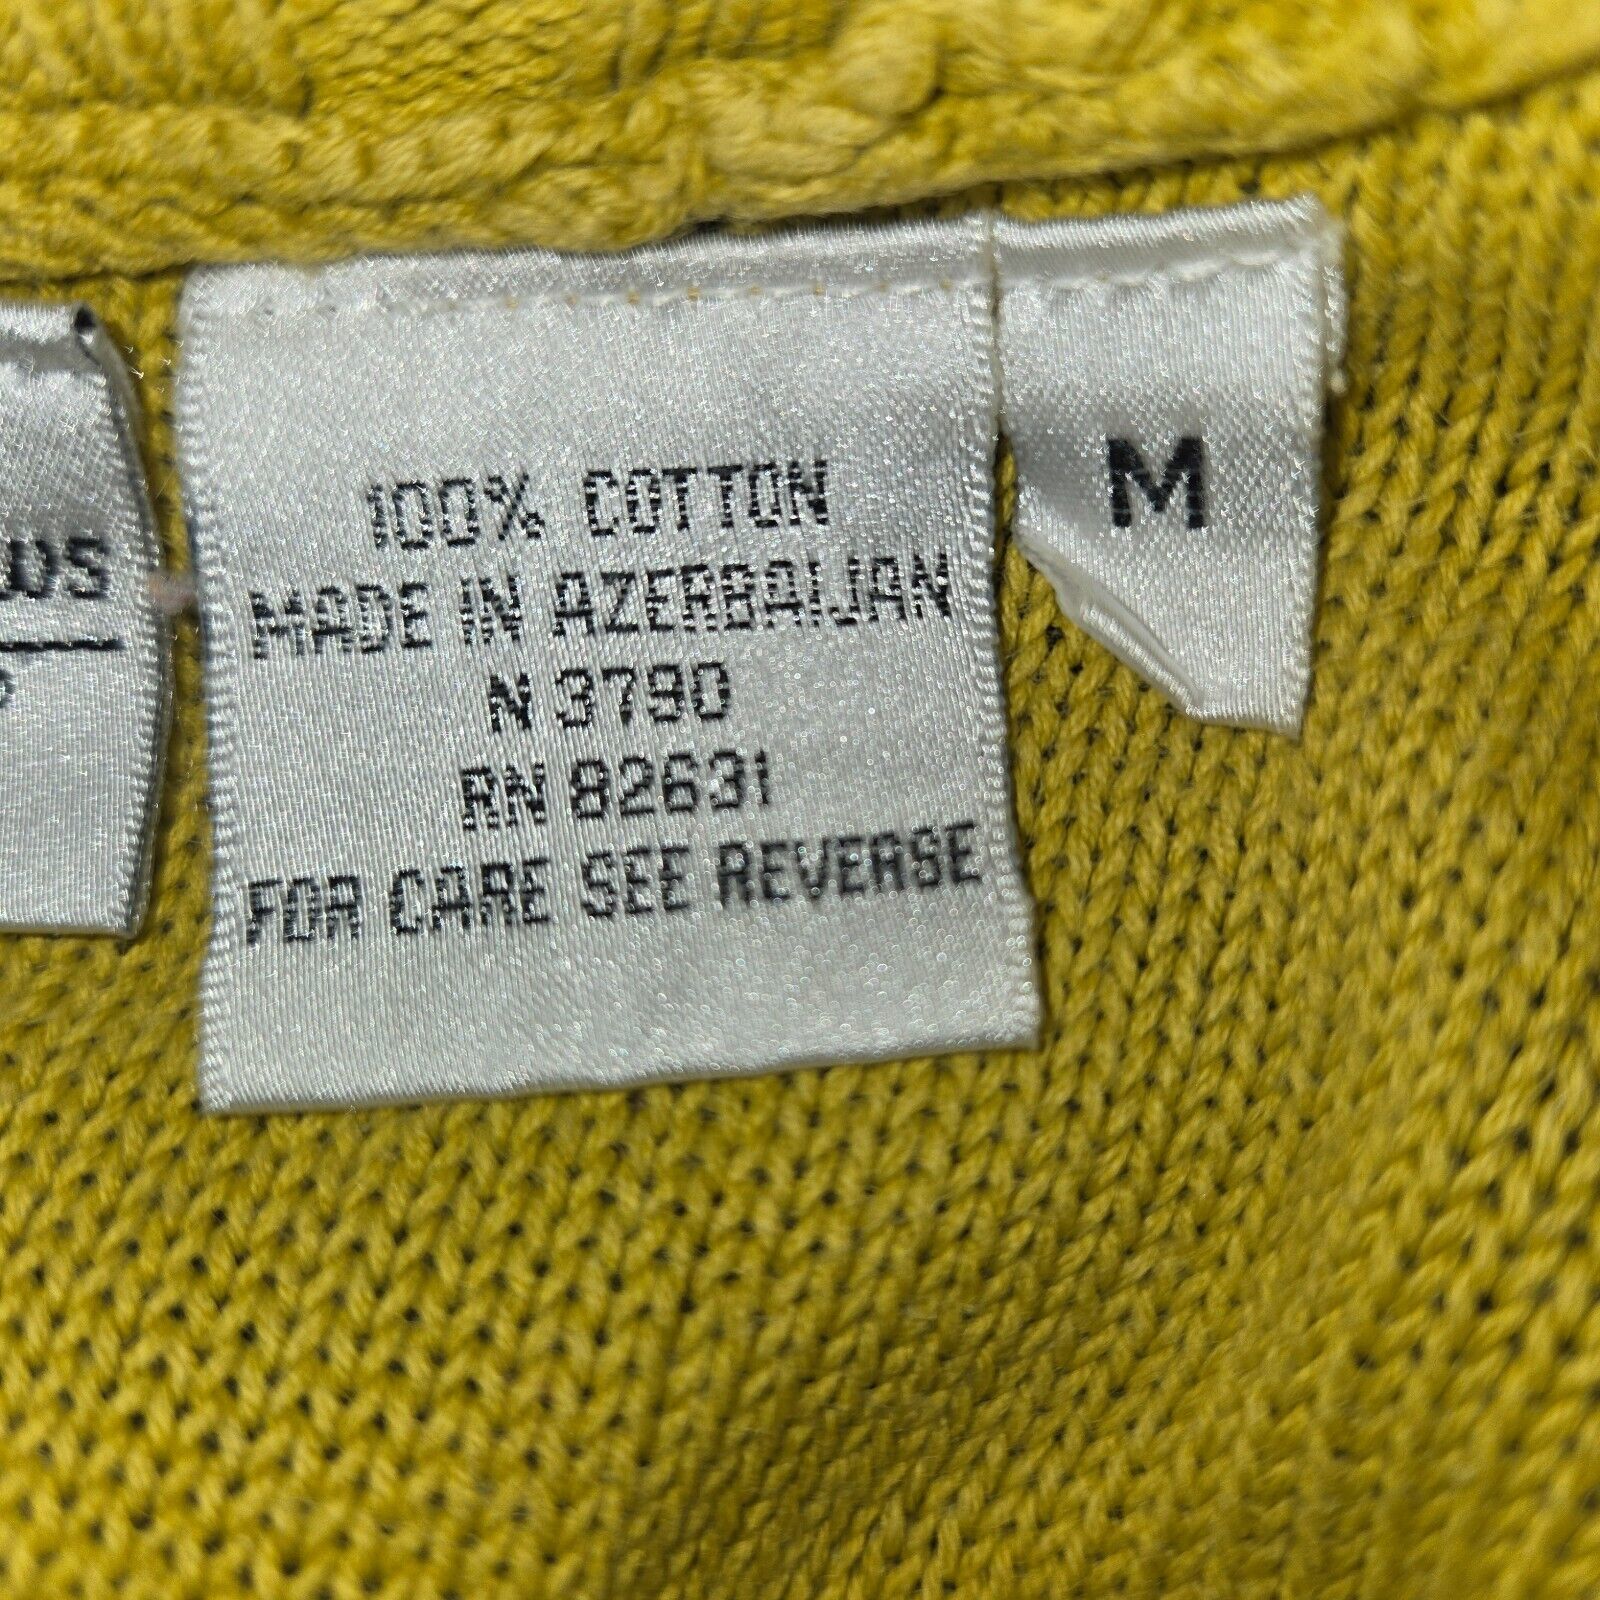 100% COTTON
MADE IN AZERBAIJAN
N 3790
RN 82631
FOR CARE SEE REVERSE
M